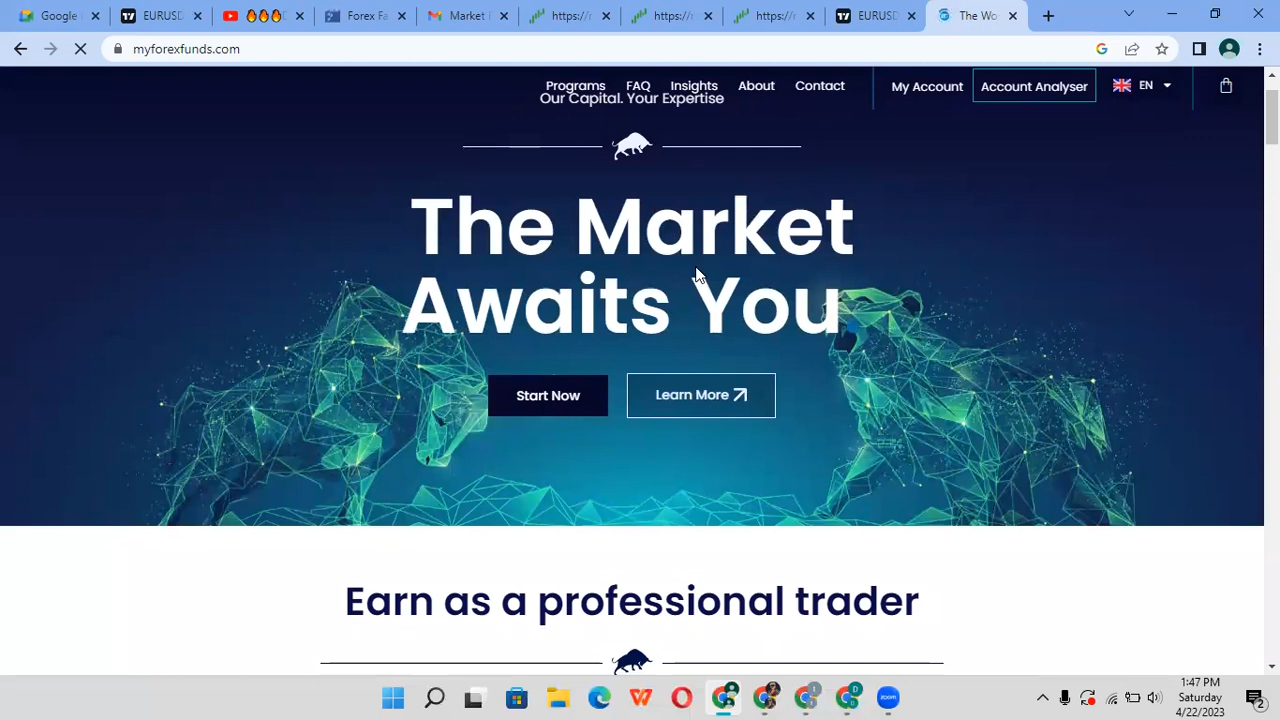 Google
EURUSD
Forex Fa
Market
https://r
https://r
https://r
EURUSD
The Wo
myforexfunds.com
Programs FAQ Insights About Contact My Account Account Analyser EN
Our Capital. Your Expertise
The Market
Awaits You
Start Now Learn More
Earn as a professional trader
1:47 PM
Saturday
4/22/2023
zoom
2